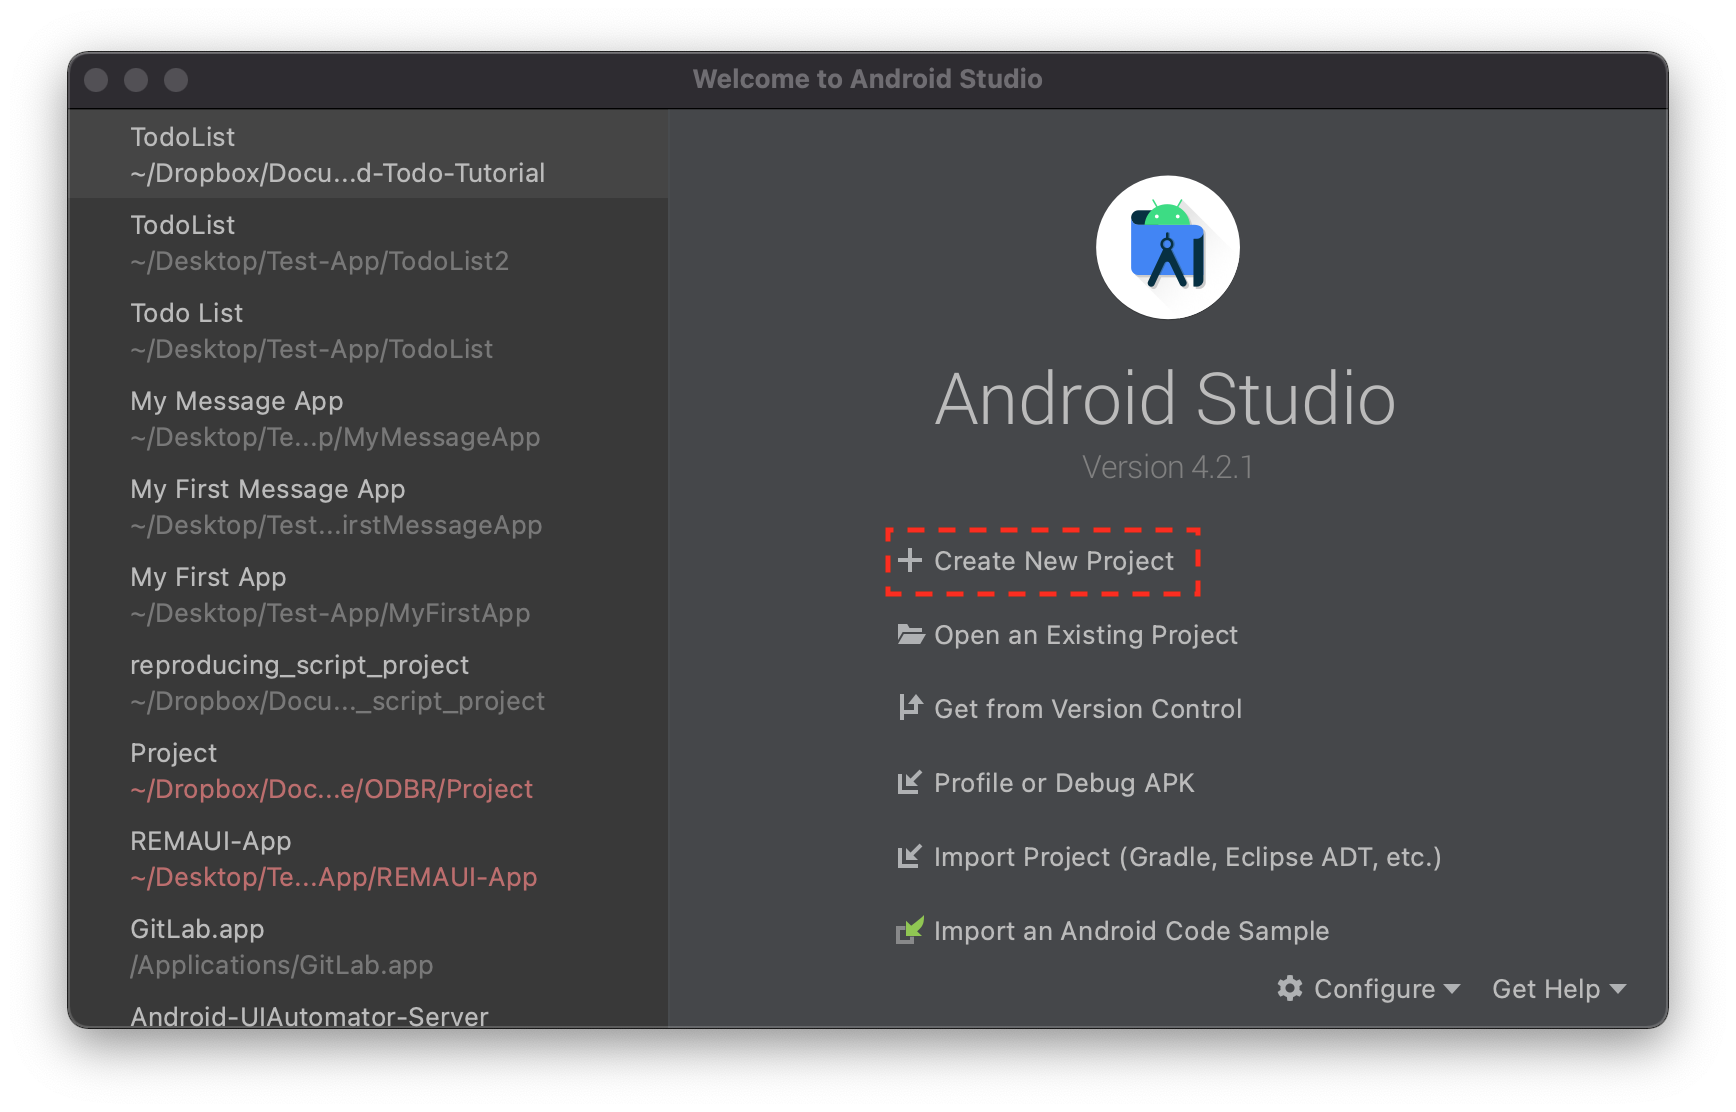 Welcome to Android Studio
TodoList
~/Dropbox/Docu...d-Todo-Tutorial
TodoList
~/Desktop/Test-App/TodoList2
Todo List
~/Desktop/Test-App/TodoList
My Message App
~/Desktop/Te...p/MyMessageApp
My First Message App
~/Desktop/Test...irstMessageApp
My First App
~/Desktop/Test-App/MyFirstApp
reproducing_script_project
~/Dropbox/Docu..._script_project
Project
~/Dropbox/Doc...e/ODBR/Project
REMAUI-App
~/Desktop/Te...App/REMAUI-App
GitLab.app
/Applications/GitLab.app
Android-UIAutomator-Server
Android Studio
Version 4.2.1
Create New Project
Open an Existing Project
Get from Version Control
Profile or Debug APK
Import Project (Gradle, Eclipse ADT, etc.)
Import an Android Code Sample
Configure
Get Help